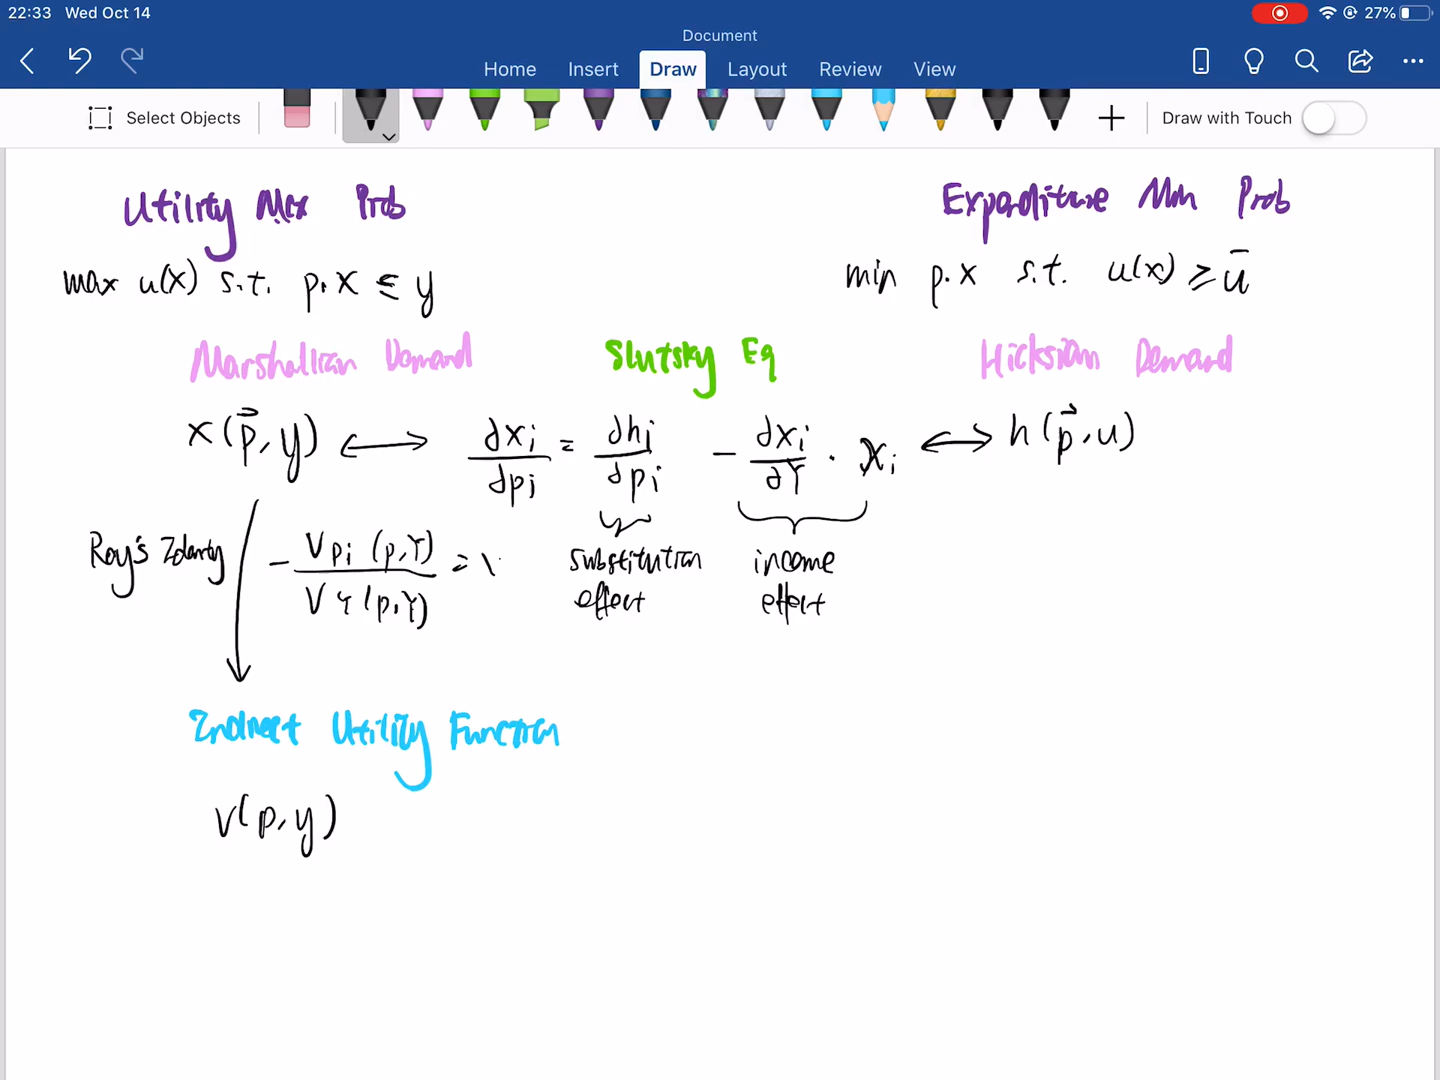 22:33 Wed Oct 14 27%
Document
Home Insert Draw Layout Review View
Select Objects Draw with Touch
Utility Max Prob Expenditure Min Prob
max u(x) s.t. p.x ≤ y min p.x s.t. u(x) ≥ ū
Marshallian Demand Slutsky Eq Hicksian Demand
x(p⃗, y) ⟷ ∂xi/∂pj = ∂hi/∂pi − ∂xi/∂Y · xi ⟷ h(p⃗, u)
Roy's Identity − Vpi(p,Y) / VY(p,Y) = substitution effect income effect
Indirect Utility Function
v(p, y)